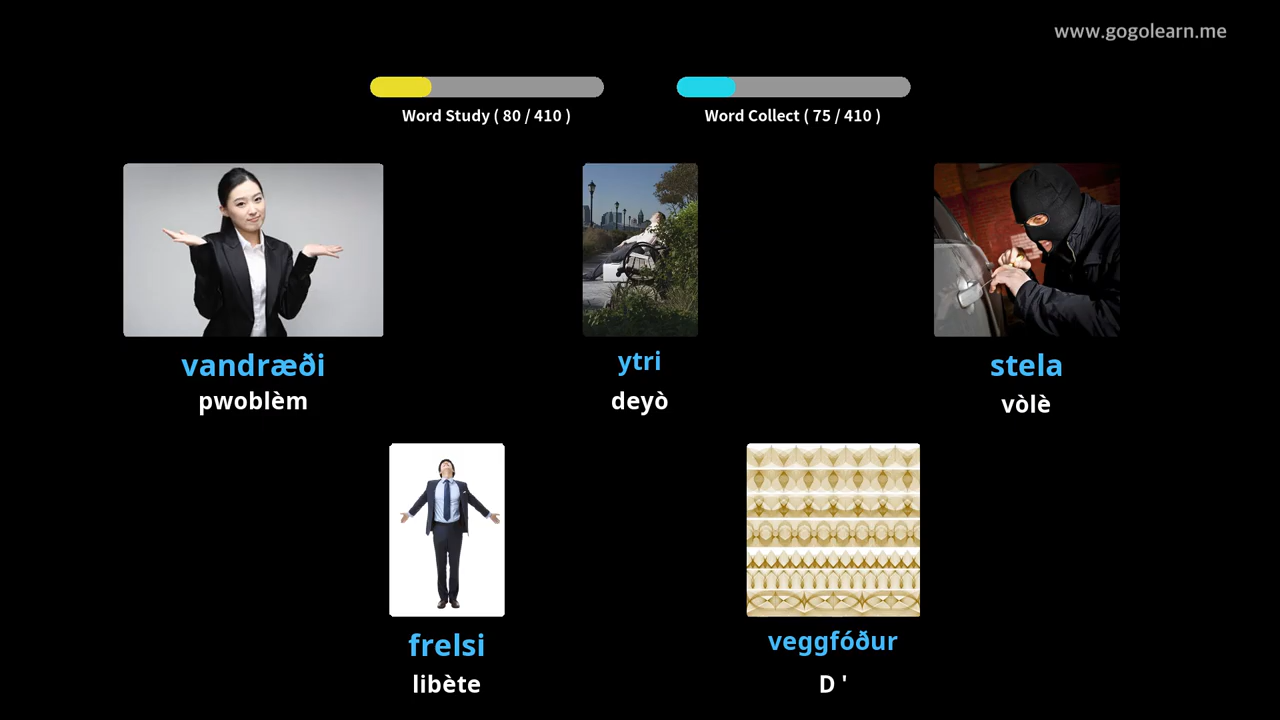 www.gogolearn.me
Word Study ( 80 / 410 )
Word Collect ( 75 / 410 )
vandræði
pwoblèm
ytri
deyò
stela
vòlè
frelsi
libète
veggfóður
D '